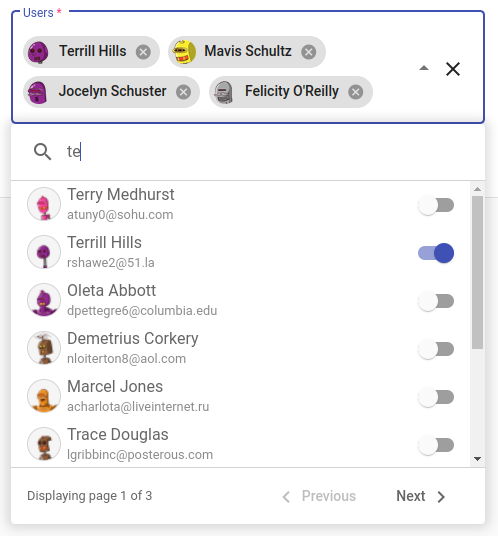 Users *
Terrill Hills
Mavis Schultz
Jocelyn Schuster
Felicity O'Reilly
te
Terry Medhurst
atuny0@sohu.com
Terrill Hills
rshawe2@51.la
Oleta Abbott
dpettegre6@columbia.edu
Demetrius Corkery
nloiterton8@aol.com
Marcel Jones
acharlota@liveinternet.ru
Trace Douglas
lgribbinc@posterous.com
Displaying page 1 of 3
Previous
Next